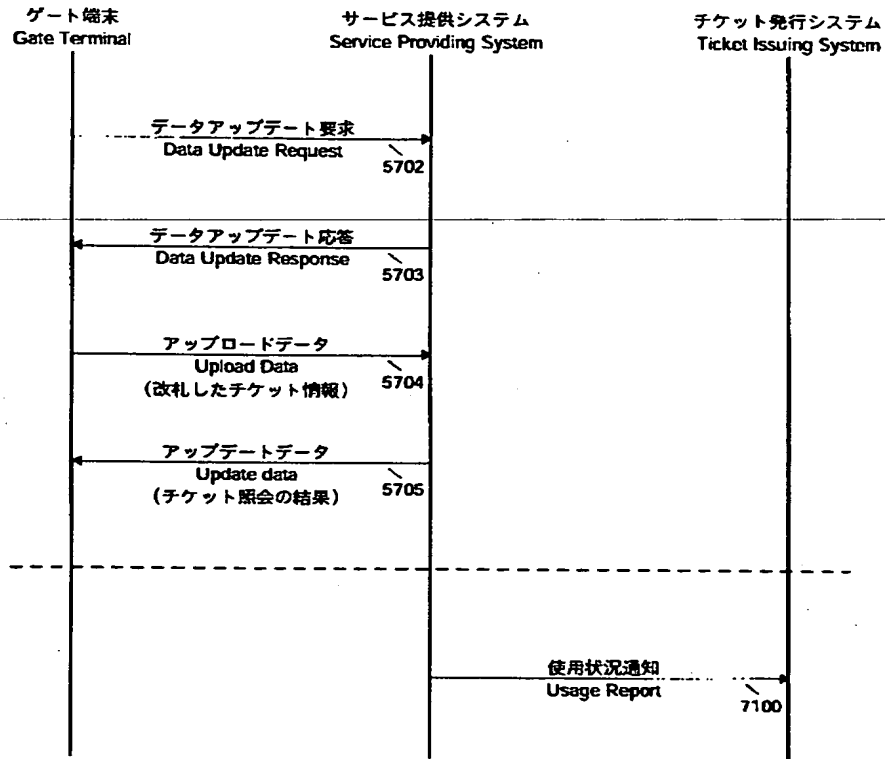 ゲート端末
Gate Terminal
サービス提供システム
Service Providing System
チケット発行システム
Ticket Issuing System
データアップデート要求
Data Update Request
5702
データアップデート応答
Data Update Response
5703
アップロードデータ
Upload Data
(改札したチケット情報)
5704
アップデートデータ
Update data
(チケット照会の結果)
5705
使用状況通知
Usage Report
7100